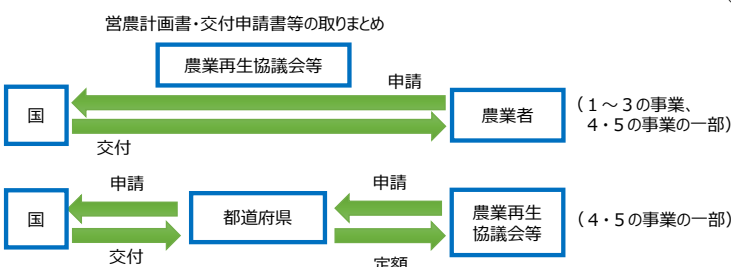 営農計画書・交付申請書等の取りまとめ
農業再生協議会等
申請
国
農業者
（１～３の事業、
４・５の事業の一部）
交付
申請
申請
国
都道府県
農業再生
協議会等
（４・５の事業の一部）
交付
定額